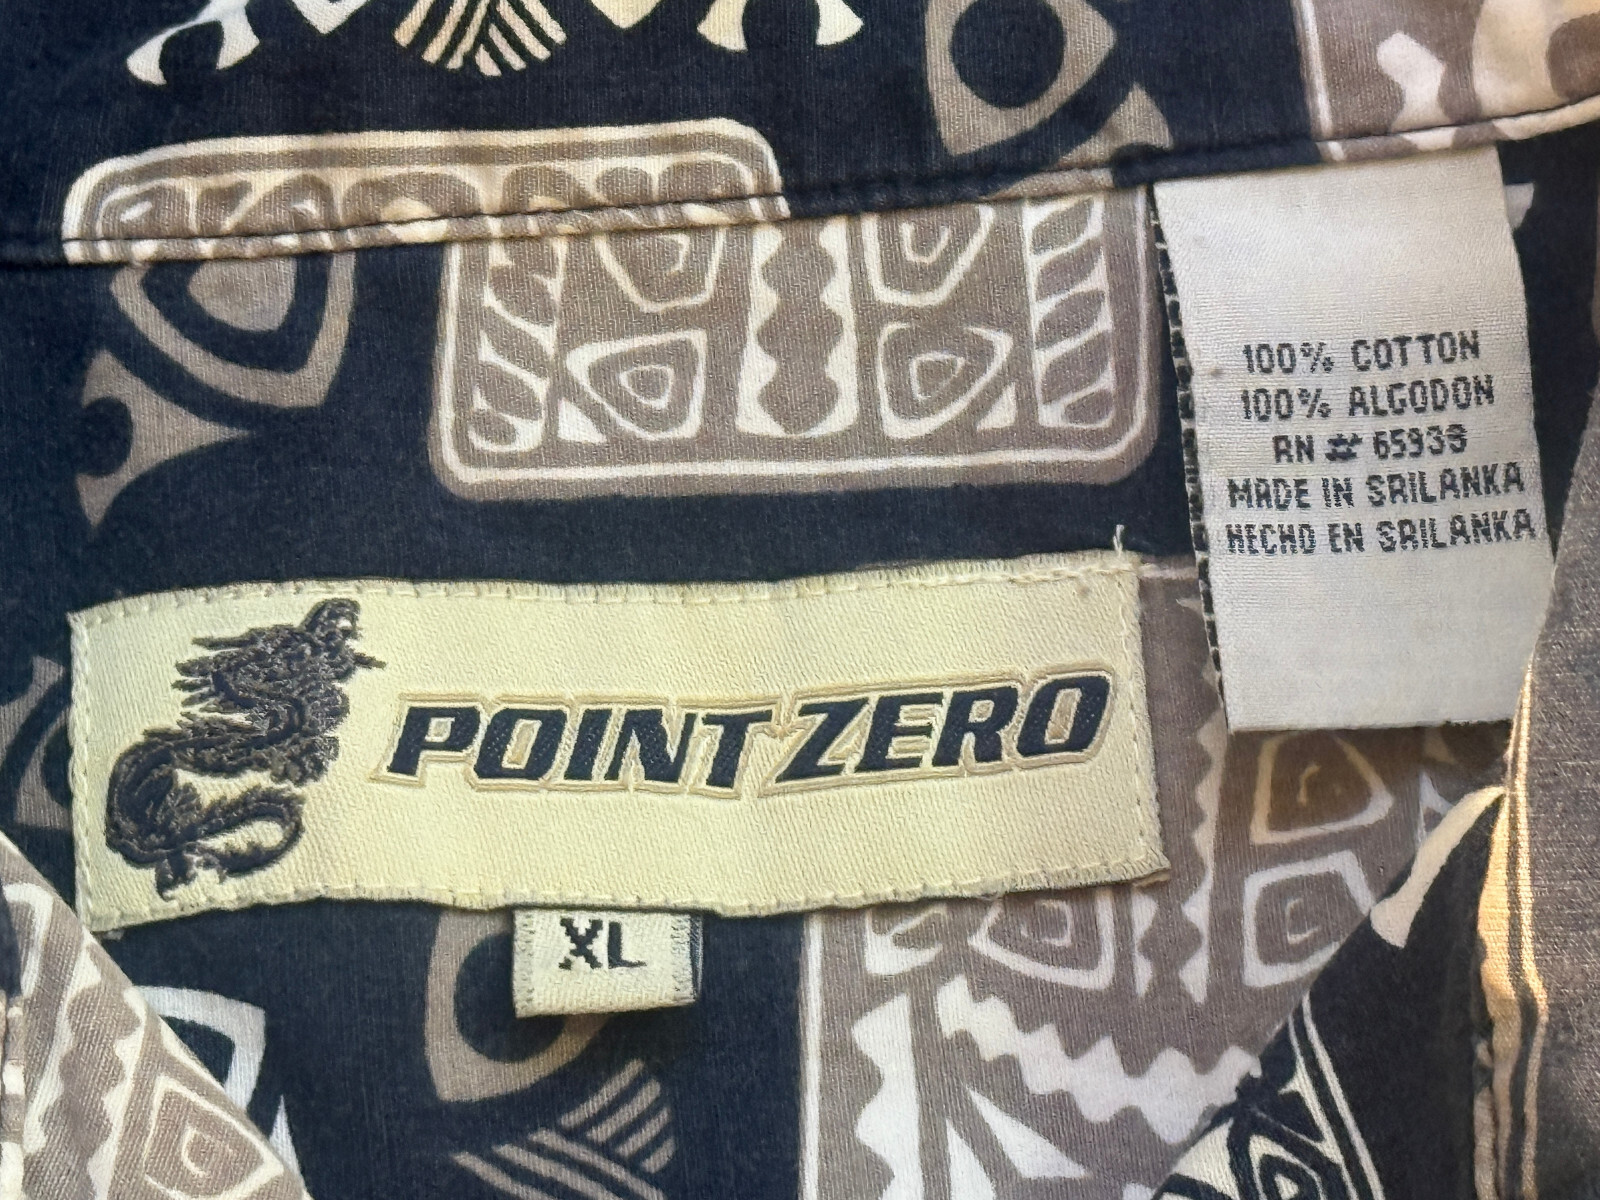 100% COTTON
100% ALGODON
RN # 65933
MADE IN SRILANKA
HECHO EN SRILANKA
POINT ZERO
XL